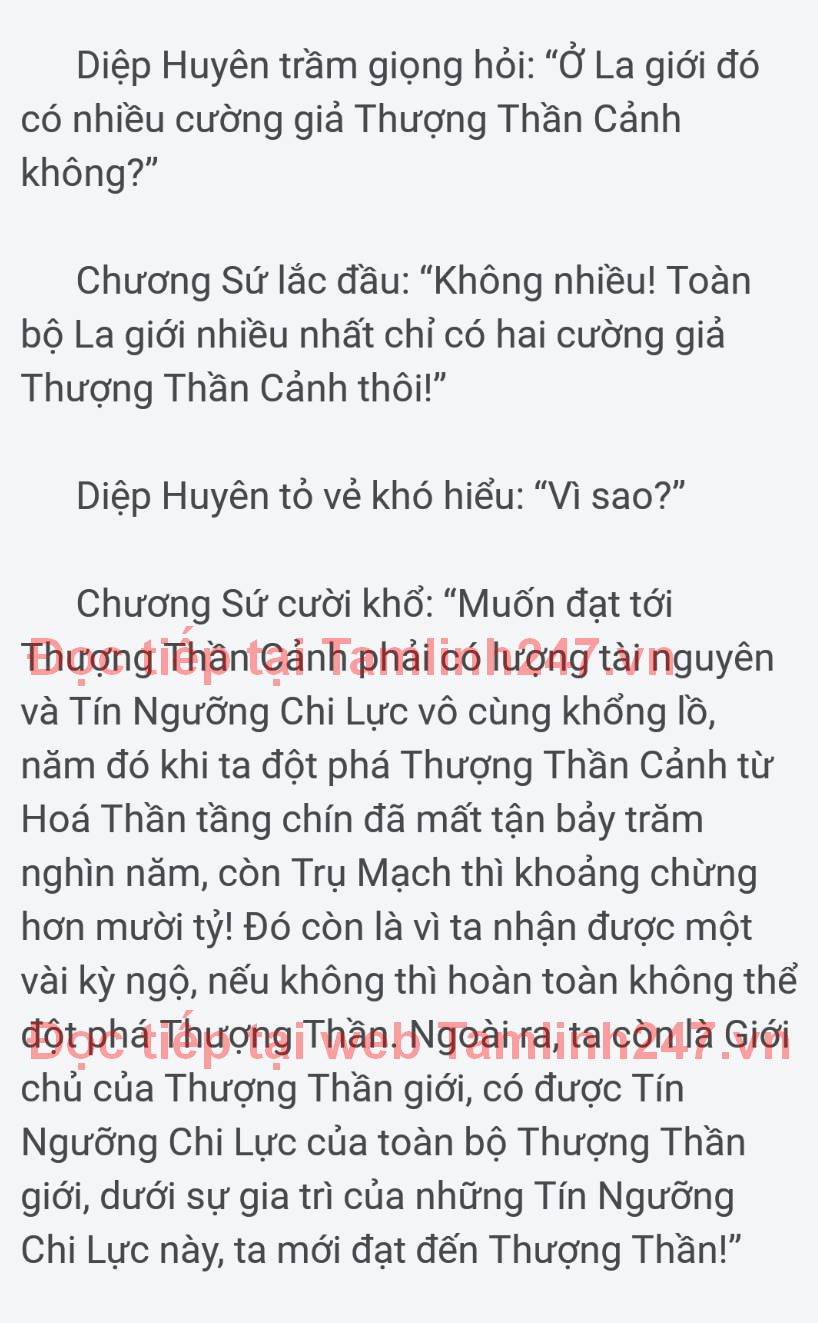 Diệp Huyên trầm giọng hỏi: “Ở La giới đó
có nhiều cường giả Thượng Thần Cảnh
không?”
Chương Sứ lắc đầu: “Không nhiều! Toàn
bộ La giới nhiều nhất chỉ có hai cường giả
Thượng Thần Cảnh thôi!”
Diệp Huyên tỏ vẻ khó hiểu: “Vì sao?”
Chương Sứ cười khổ: “Muốn đạt tới
Thượng Thần Cảnh phải có lượng tài nguyên
Đọc tiếp tại Tamlinh247.vn
và Tín Ngưỡng Chi Lực vô cùng khổng lồ,
năm đó khi ta đột phá Thượng Thần Cảnh từ
Hoá Thần tầng chín đã mất tận bảy trăm
nghìn năm, còn Trụ Mạch thì khoảng chừng
hơn mười tỷ! Đó còn là vì ta nhận được một
vài kỳ ngộ, nếu không thì hoàn toàn không thể
đột phá Thượng Thần. Ngoài ra, ta còn là Giới
Đọc tiếp tại web Tamlinh247.vn
chủ của Thượng Thần giới, có được Tín
Ngưỡng Chi Lực của toàn bộ Thượng Thần
giới, dưới sự gia trì của những Tín Ngưỡng
Chi Lực này, ta mới đạt đến Thượng Thần!”